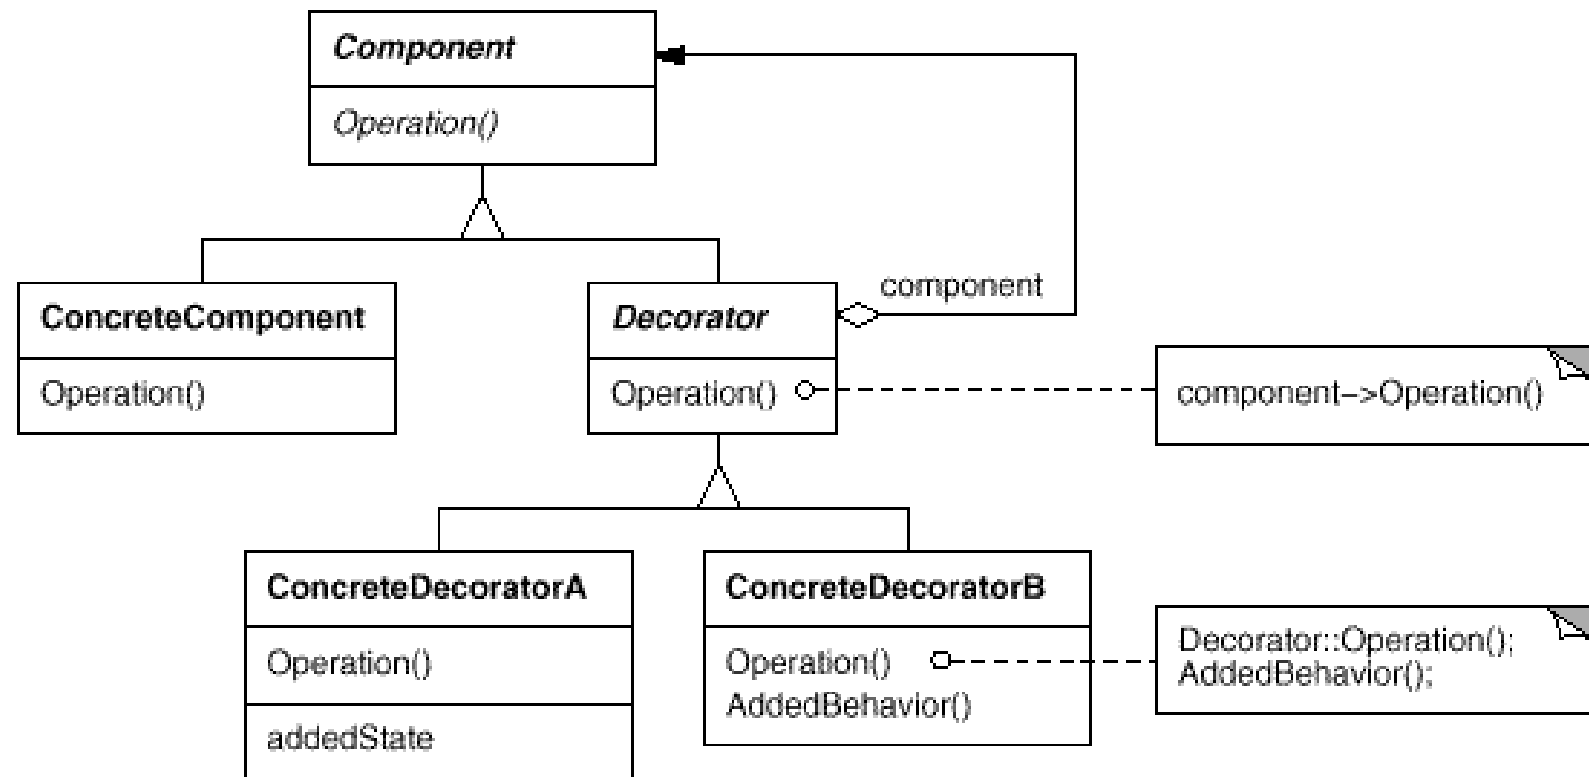 Component
Operation()
component
ConcreteComponent
Operation()
Decorator
Operation()
component–>Operation()
ConcreteDecoratorA
Operation()
addedState
ConcreteDecoratorB
Operation()
AddedBehavior()
Decorator::Operation();
AddedBehavior();